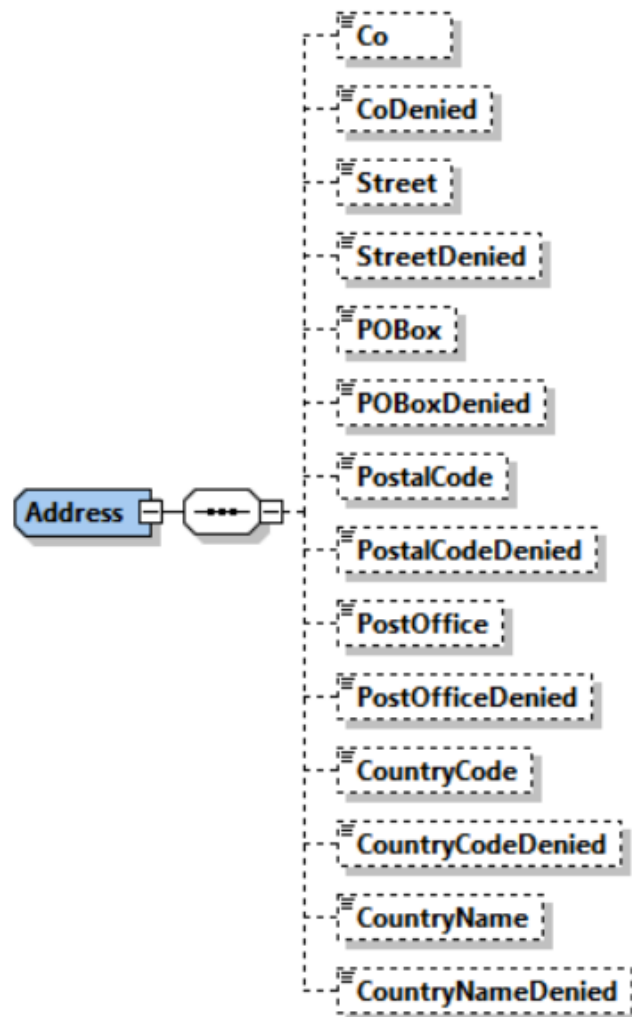 Co
CoDenied
Street
StreetDenied
POBox
POBoxDenied
PostalCode
Address
PostalCodeDenied
PostOffice
PostOfficeDenied
CountryCode
CountryCodeDenied
CountryName
CountryNameDenied